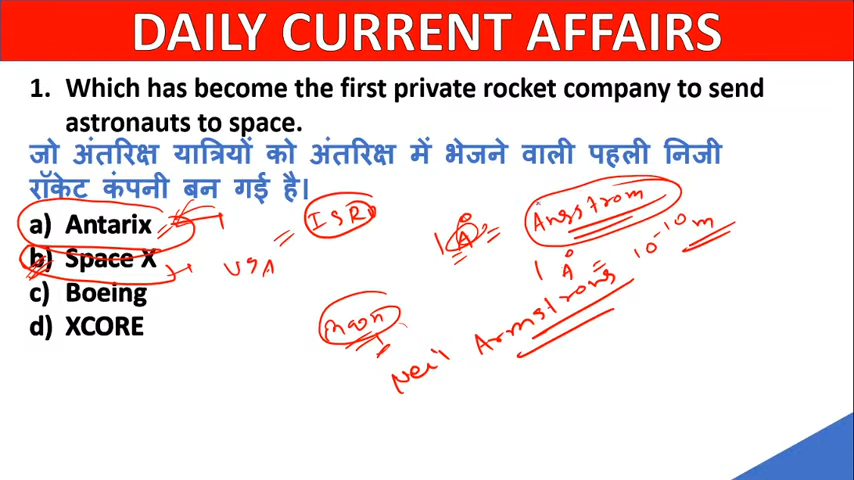 DAILY CURRENT AFFAIRS
1. Which has become the first private rocket company to send
astronauts to space.
जो अंतरिक्ष यात्रियों को अंतरिक्ष में भेजने वाली पहली निजी
रॉकेट कंपनी बन गई है।
a) Antarix
b) Space X
c) Boeing
d) XCORE
ISRO
USA
1 Å
Angstrom
1 Å = 10-10 m
moon
Neil Armstrong